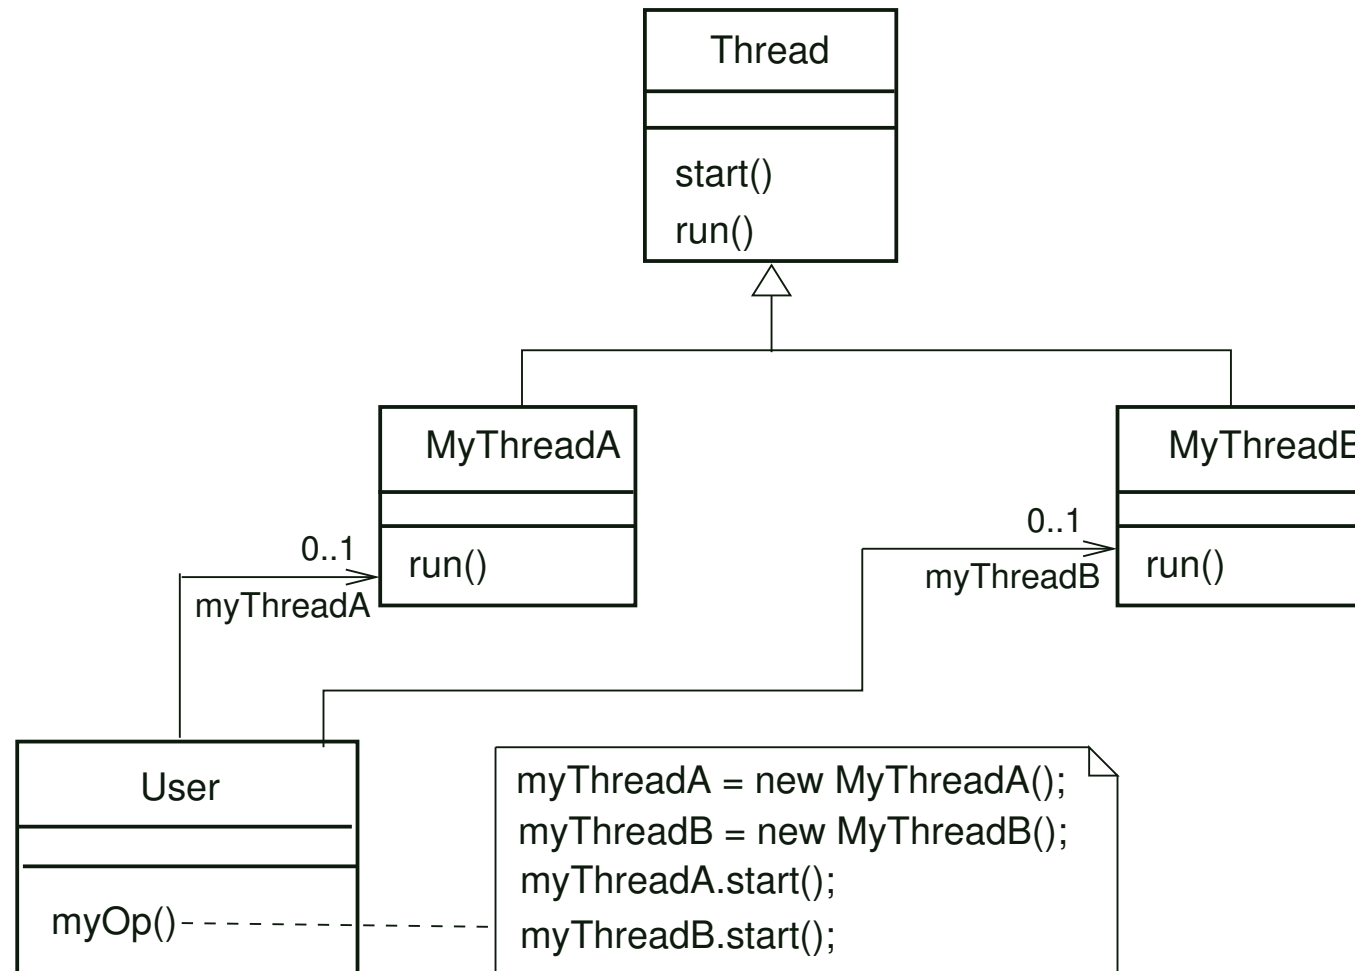 Thread
start()
run()
MyThreadA
MyThreadB
0..1
run()
myThreadA
0..1
run()
myThreadB
User
myOp()
myThreadA = new MyThreadA();
myThreadB = new MyThreadB();
myThreadA.start();
myThreadB.start();